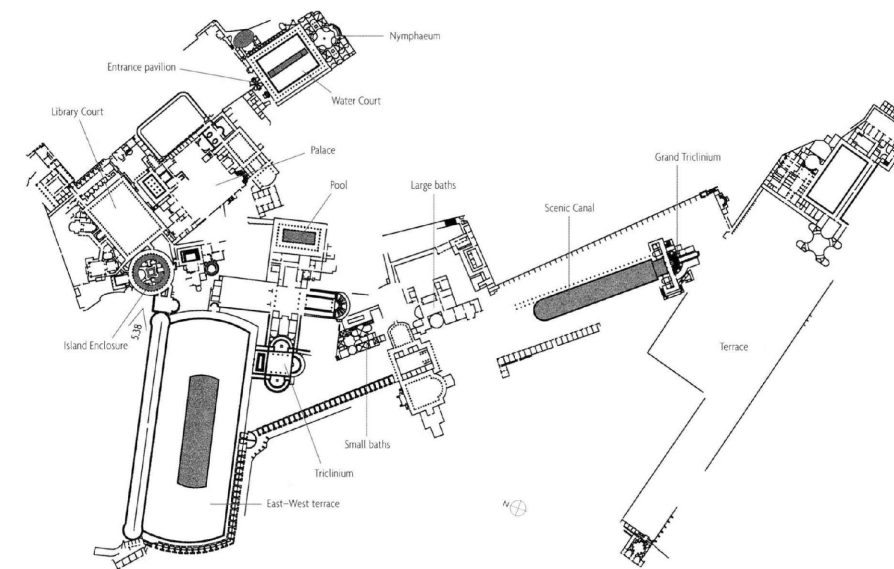 Nymphaeum
Entrance pavilion
Water Court
Library Court
Palace
Grand Triclinium
Pool
Large baths
Scenic Canal
5.38
Island Enclosure
Terrace
Small baths
Triclinium
East–West terrace
N